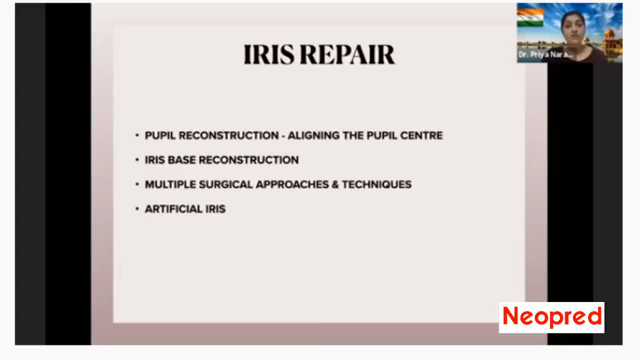 IRIS REPAIR
Dr. Priya Nara...
• PUPIL RECONSTRUCTION - ALIGNING THE PUPIL CENTRE
• IRIS BASE RECONSTRUCTION
• MULTIPLE SURGICAL APPROACHES & TECHNIQUES
• ARTIFICIAL IRIS
Neopred